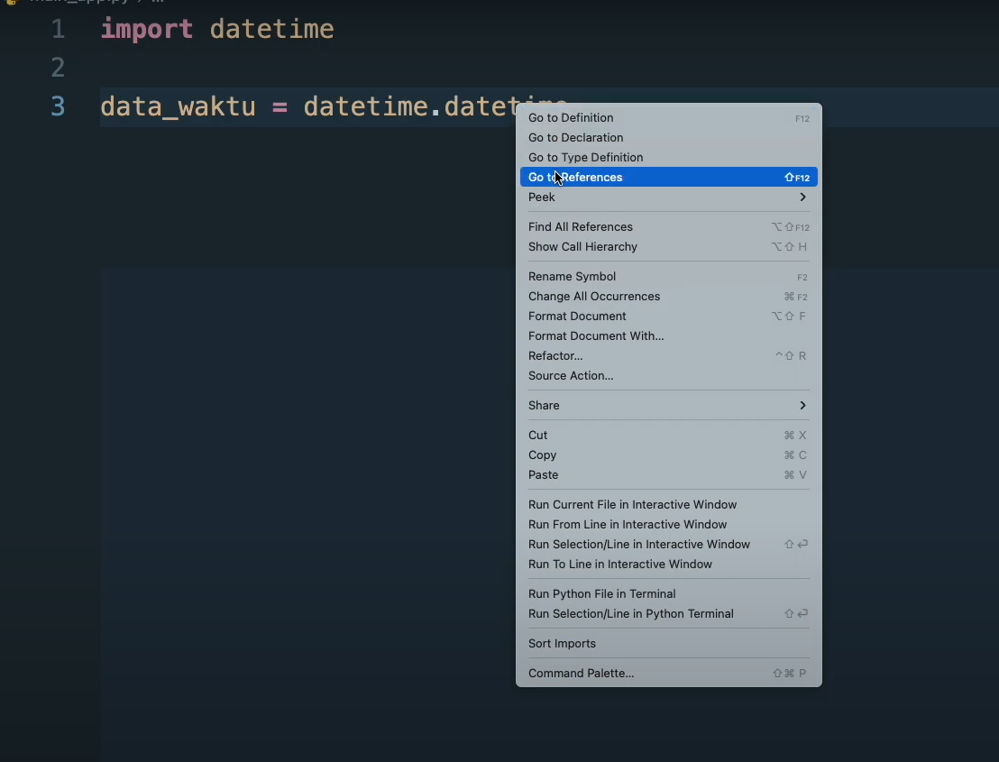 main_app.py > ...
1 import datetime
2
3 data_waktu = datetime.datetime
Go to Definition F12
Go to Declaration
Go to Type Definition
Go to References ⇧F12
Peek >
Find All References ⌥⇧F12
Show Call Hierarchy ⌥⇧ H
Rename Symbol F2
Change All Occurrences ⌘ F2
Format Document ⌥⇧ F
Format Document With...
Refactor... ^⇧ R
Source Action...
Share >
Cut ⌘ X
Copy ⌘ C
Paste ⌘ V
Run Current File in Interactive Window
Run From Line in Interactive Window
Run Selection/Line in Interactive Window ⇧⏎
Run To Line in Interactive Window
Run Python File in Terminal
Run Selection/Line in Python Terminal ⇧⏎
Sort Imports
Command Palette... ⇧⌘ P